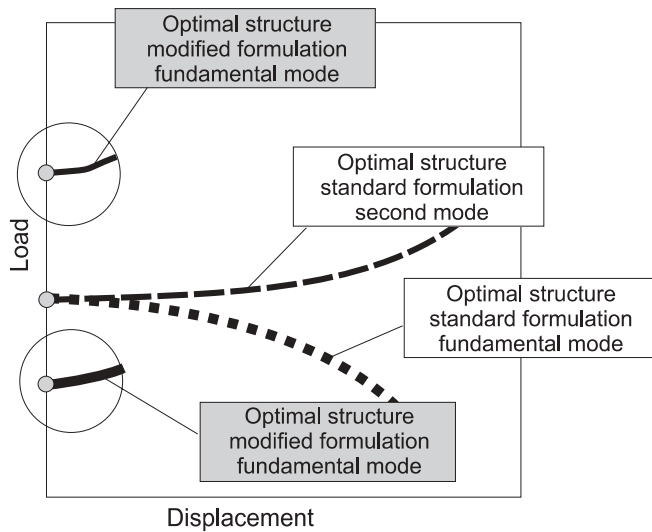 Optimal structure
modified formulation
fundamental mode
Optimal structure
standard formulation
second mode
Load
Optimal structure
standard formulation
fundamental mode
Optimal structure
modified formulation
fundamental mode
Displacement